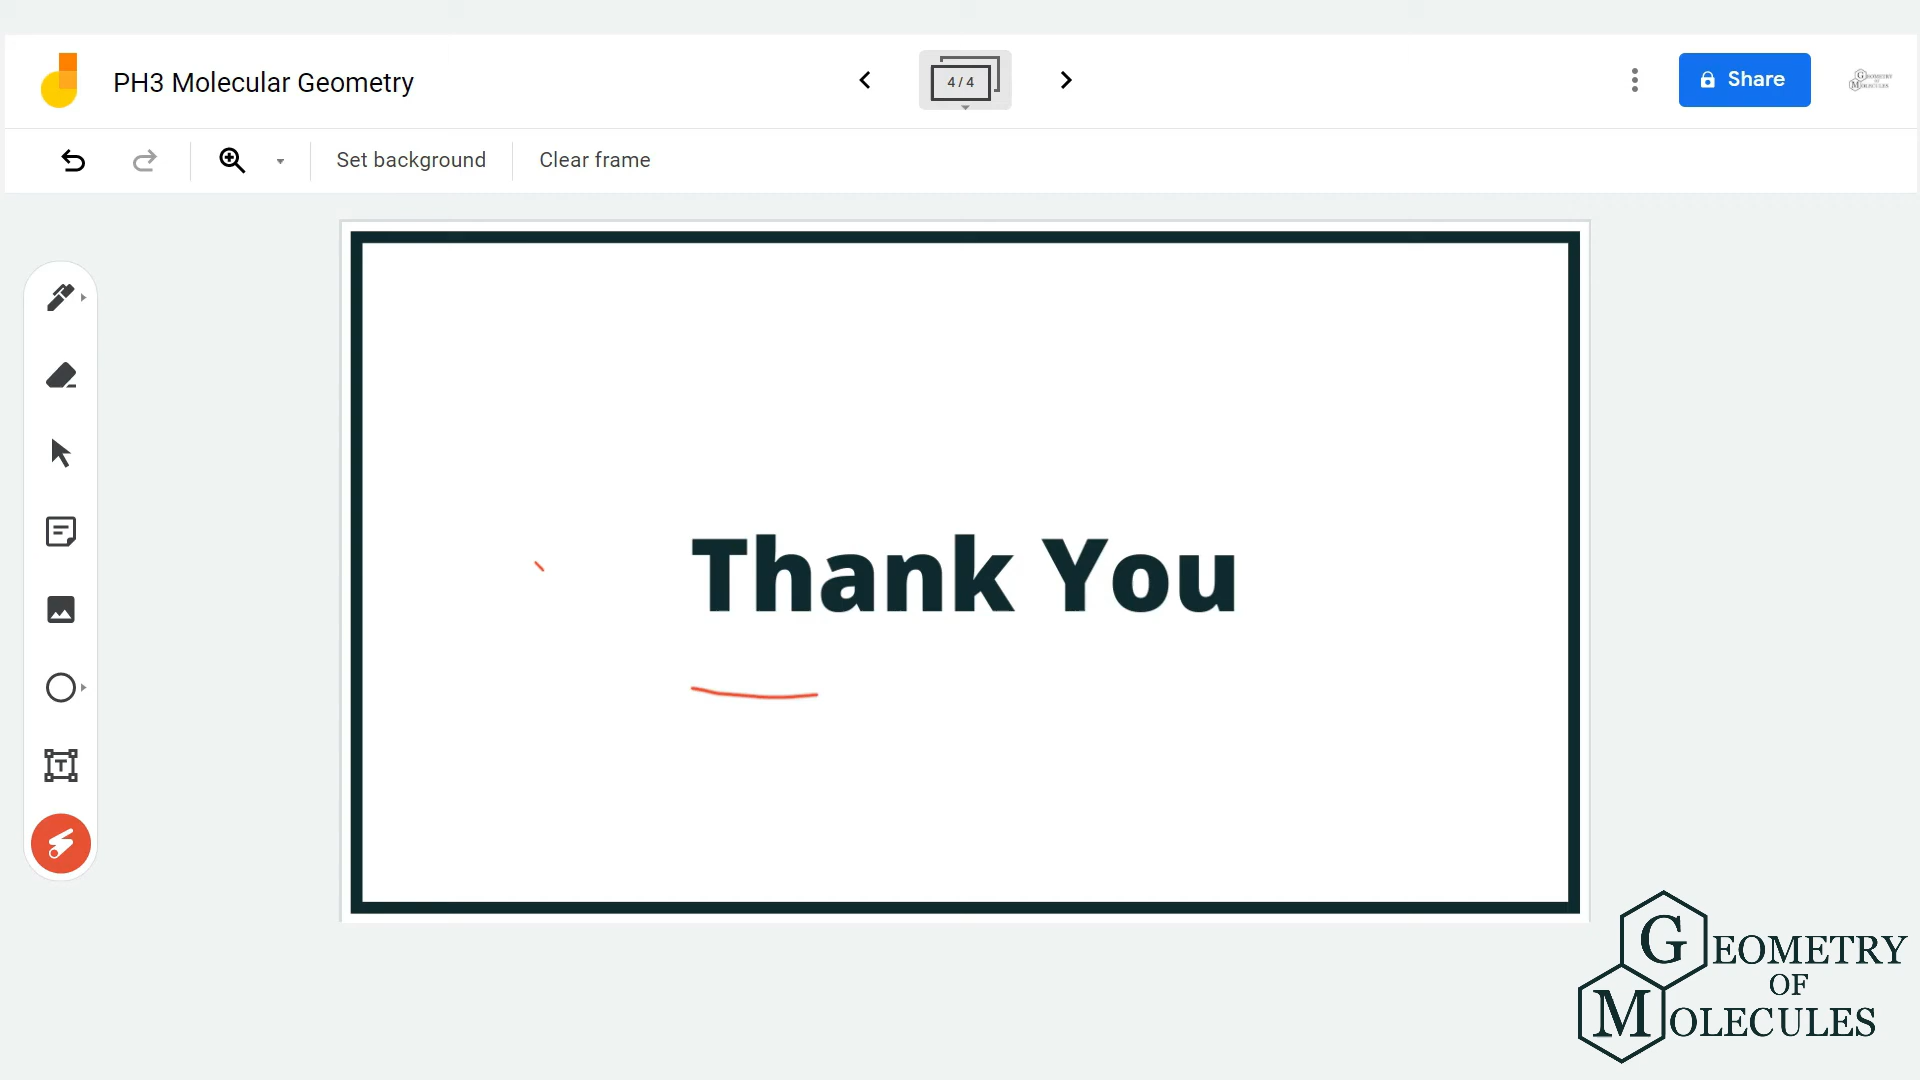 PH3 Molecular Geometry
4 / 4
Share
Set background
Clear frame
Thank You
GEOMETRY
OF
MOLECULES